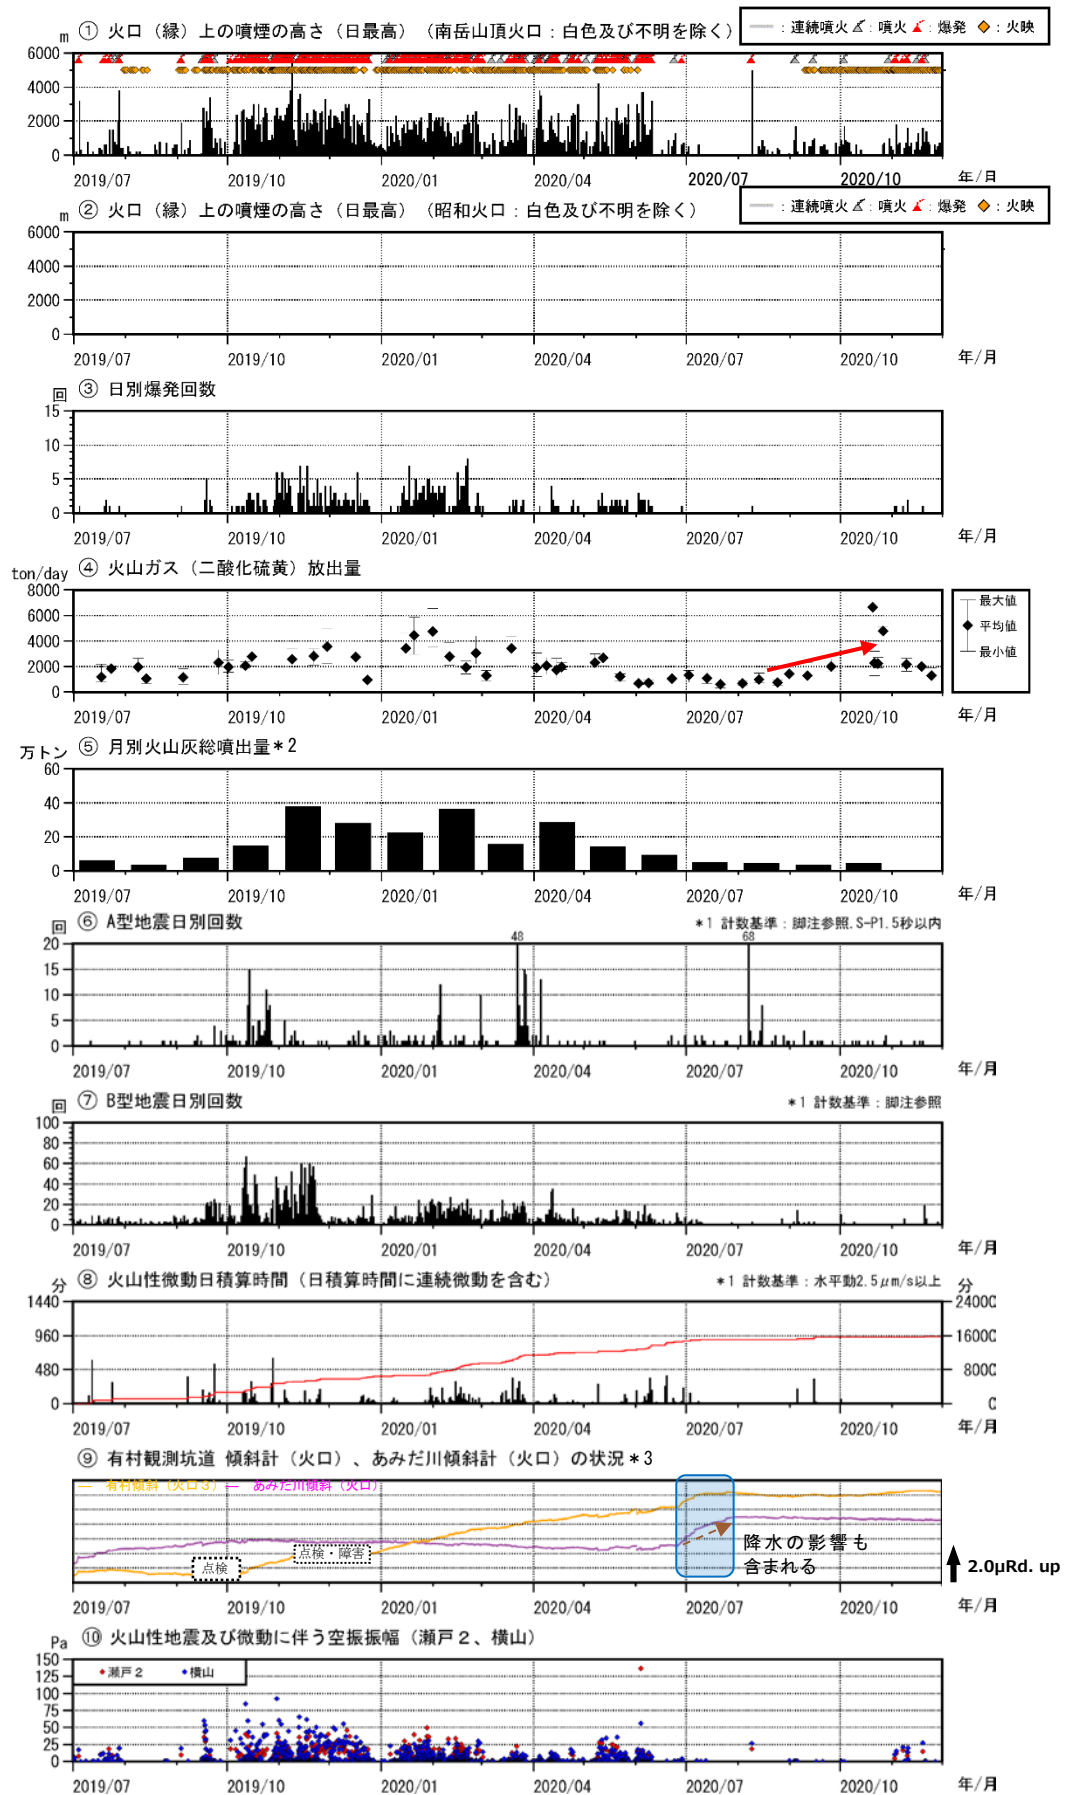 m ① 火口（縁）上の噴煙の高さ（日最高）（南岳山頂火口：白色及び不明を除く）
：連続噴火 ：噴火 ：爆発 ：火映
6000
4000
2000
0
2019/07 2019/10 2020/01 2020/04 2020/07 2020/10 年/月
m ② 火口（縁）上の噴煙の高さ（日最高）（昭和火口：白色及び不明を除く）
：連続噴火 ：噴火 ：爆発 ：火映
6000
4000
2000
0
2019/07 2019/10 2020/01 2020/04 2020/07 2020/10 年/月
回 ③ 日別爆発回数
15
10
5
0
2019/07 2019/10 2020/01 2020/04 2020/07 2020/10 年/月
ton/day ④ 火山ガス（二酸化硫黄）放出量
8000
6000
4000
2000
0
最大値
平均値
最小値
2019/07 2019/10 2020/01 2020/04 2020/07 2020/10 年/月
万トン ⑤ 月別火山灰総噴出量＊2
60
40
20
0
2019/07 2019/10 2020/01 2020/04 2020/07 2020/10 年/月
回 ⑥ A型地震日別回数 ＊1 計数基準：脚注参照.S-P1.5秒以内
48 68
20
15
10
5
0
2019/07 2019/10 2020/01 2020/04 2020/07 2020/10 年/月
回 ⑦ B型地震日別回数 ＊1 計数基準：脚注参照
100
80
60
40
20
0
2019/07 2019/10 2020/01 2020/04 2020/07 2020/10 年/月
分 ⑧ 火山性微動日積算時間（日積算時間に連続微動を含む） ＊1 計数基準：水平動2.5μm/s以上 分
1440 24000
960 16000
480 8000
0 0
2019/07 2019/10 2020/01 2020/04 2020/07 2020/10 年/月
⑨ 有村観測坑道 傾斜計（火口）、あみだ川傾斜計（火口）の状況＊3
有村傾斜（火口3） あみだ川傾斜（火口）
点検
点検・障害
降水の影響も
含まれる
2.0μRd. up
2019/07 2019/10 2020/01 2020/04 2020/07 2020/10 年/月
Pa ⑩ 火山性地震及び微動に伴う空振振幅（瀬戸２、横山）
瀬戸２ 横山
150
125
100
75
50
25
0
2019/07 2019/10 2020/01 2020/04 2020/07 2020/10 年/月